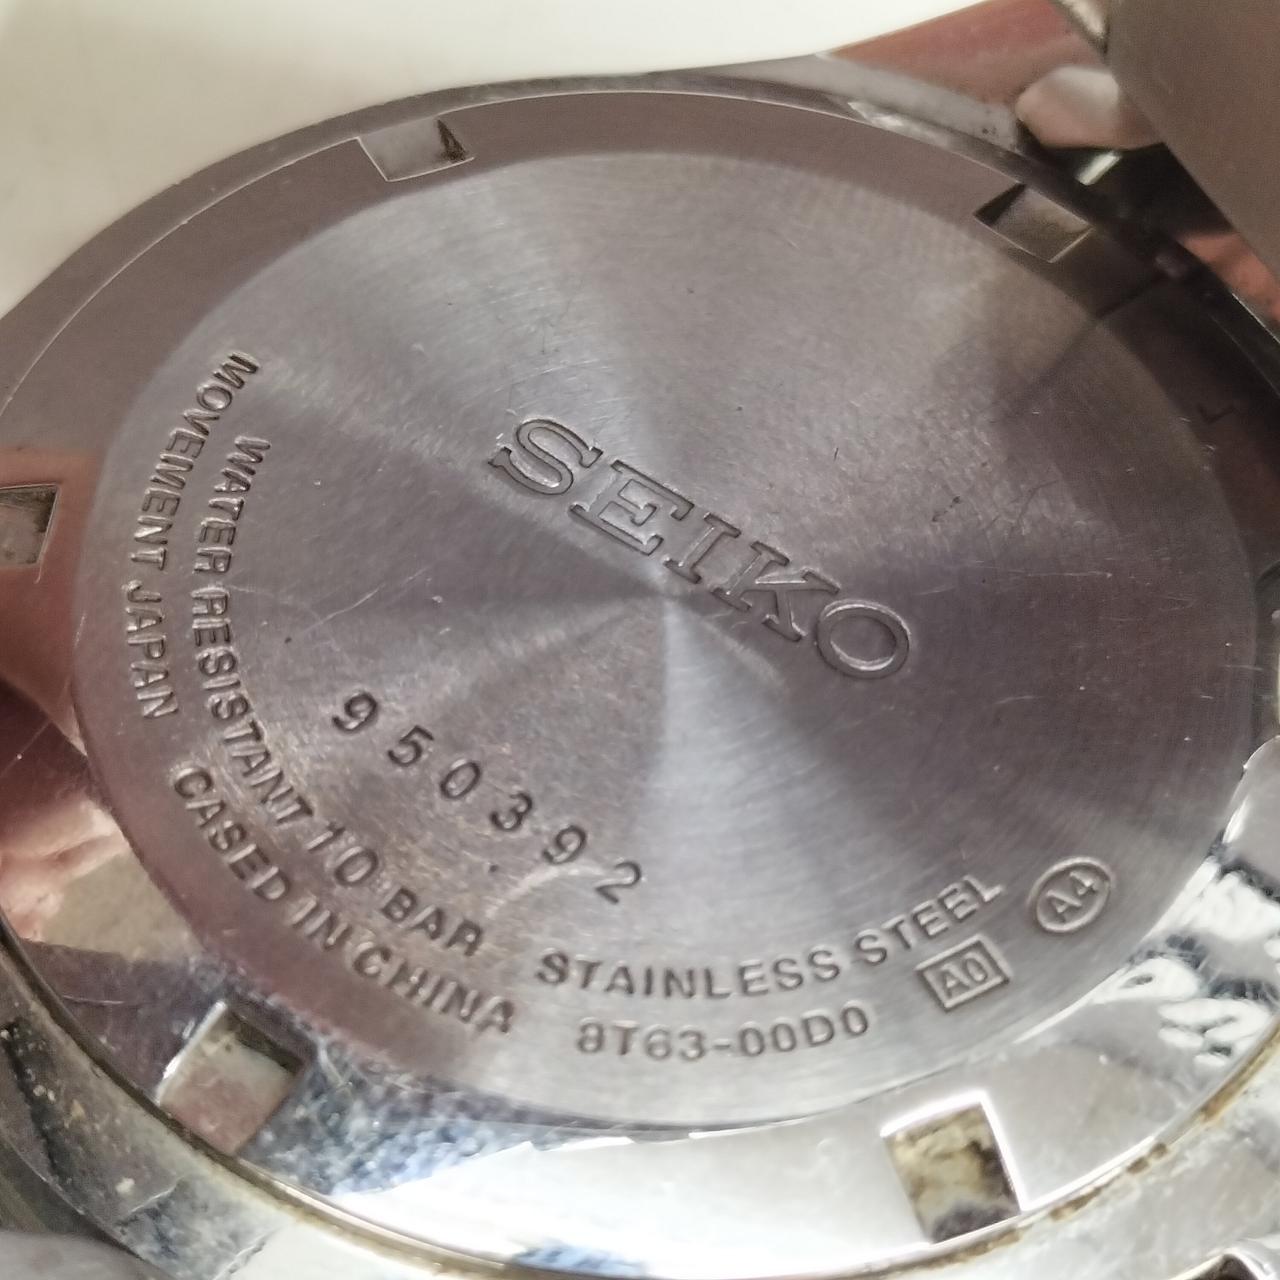 SEIKO
950392
WATER RESISTANT 10 BAR STAINLESS STEEL
MOVEMENT JAPAN CASED IN CHINA 8T63-00D0
A0
A4